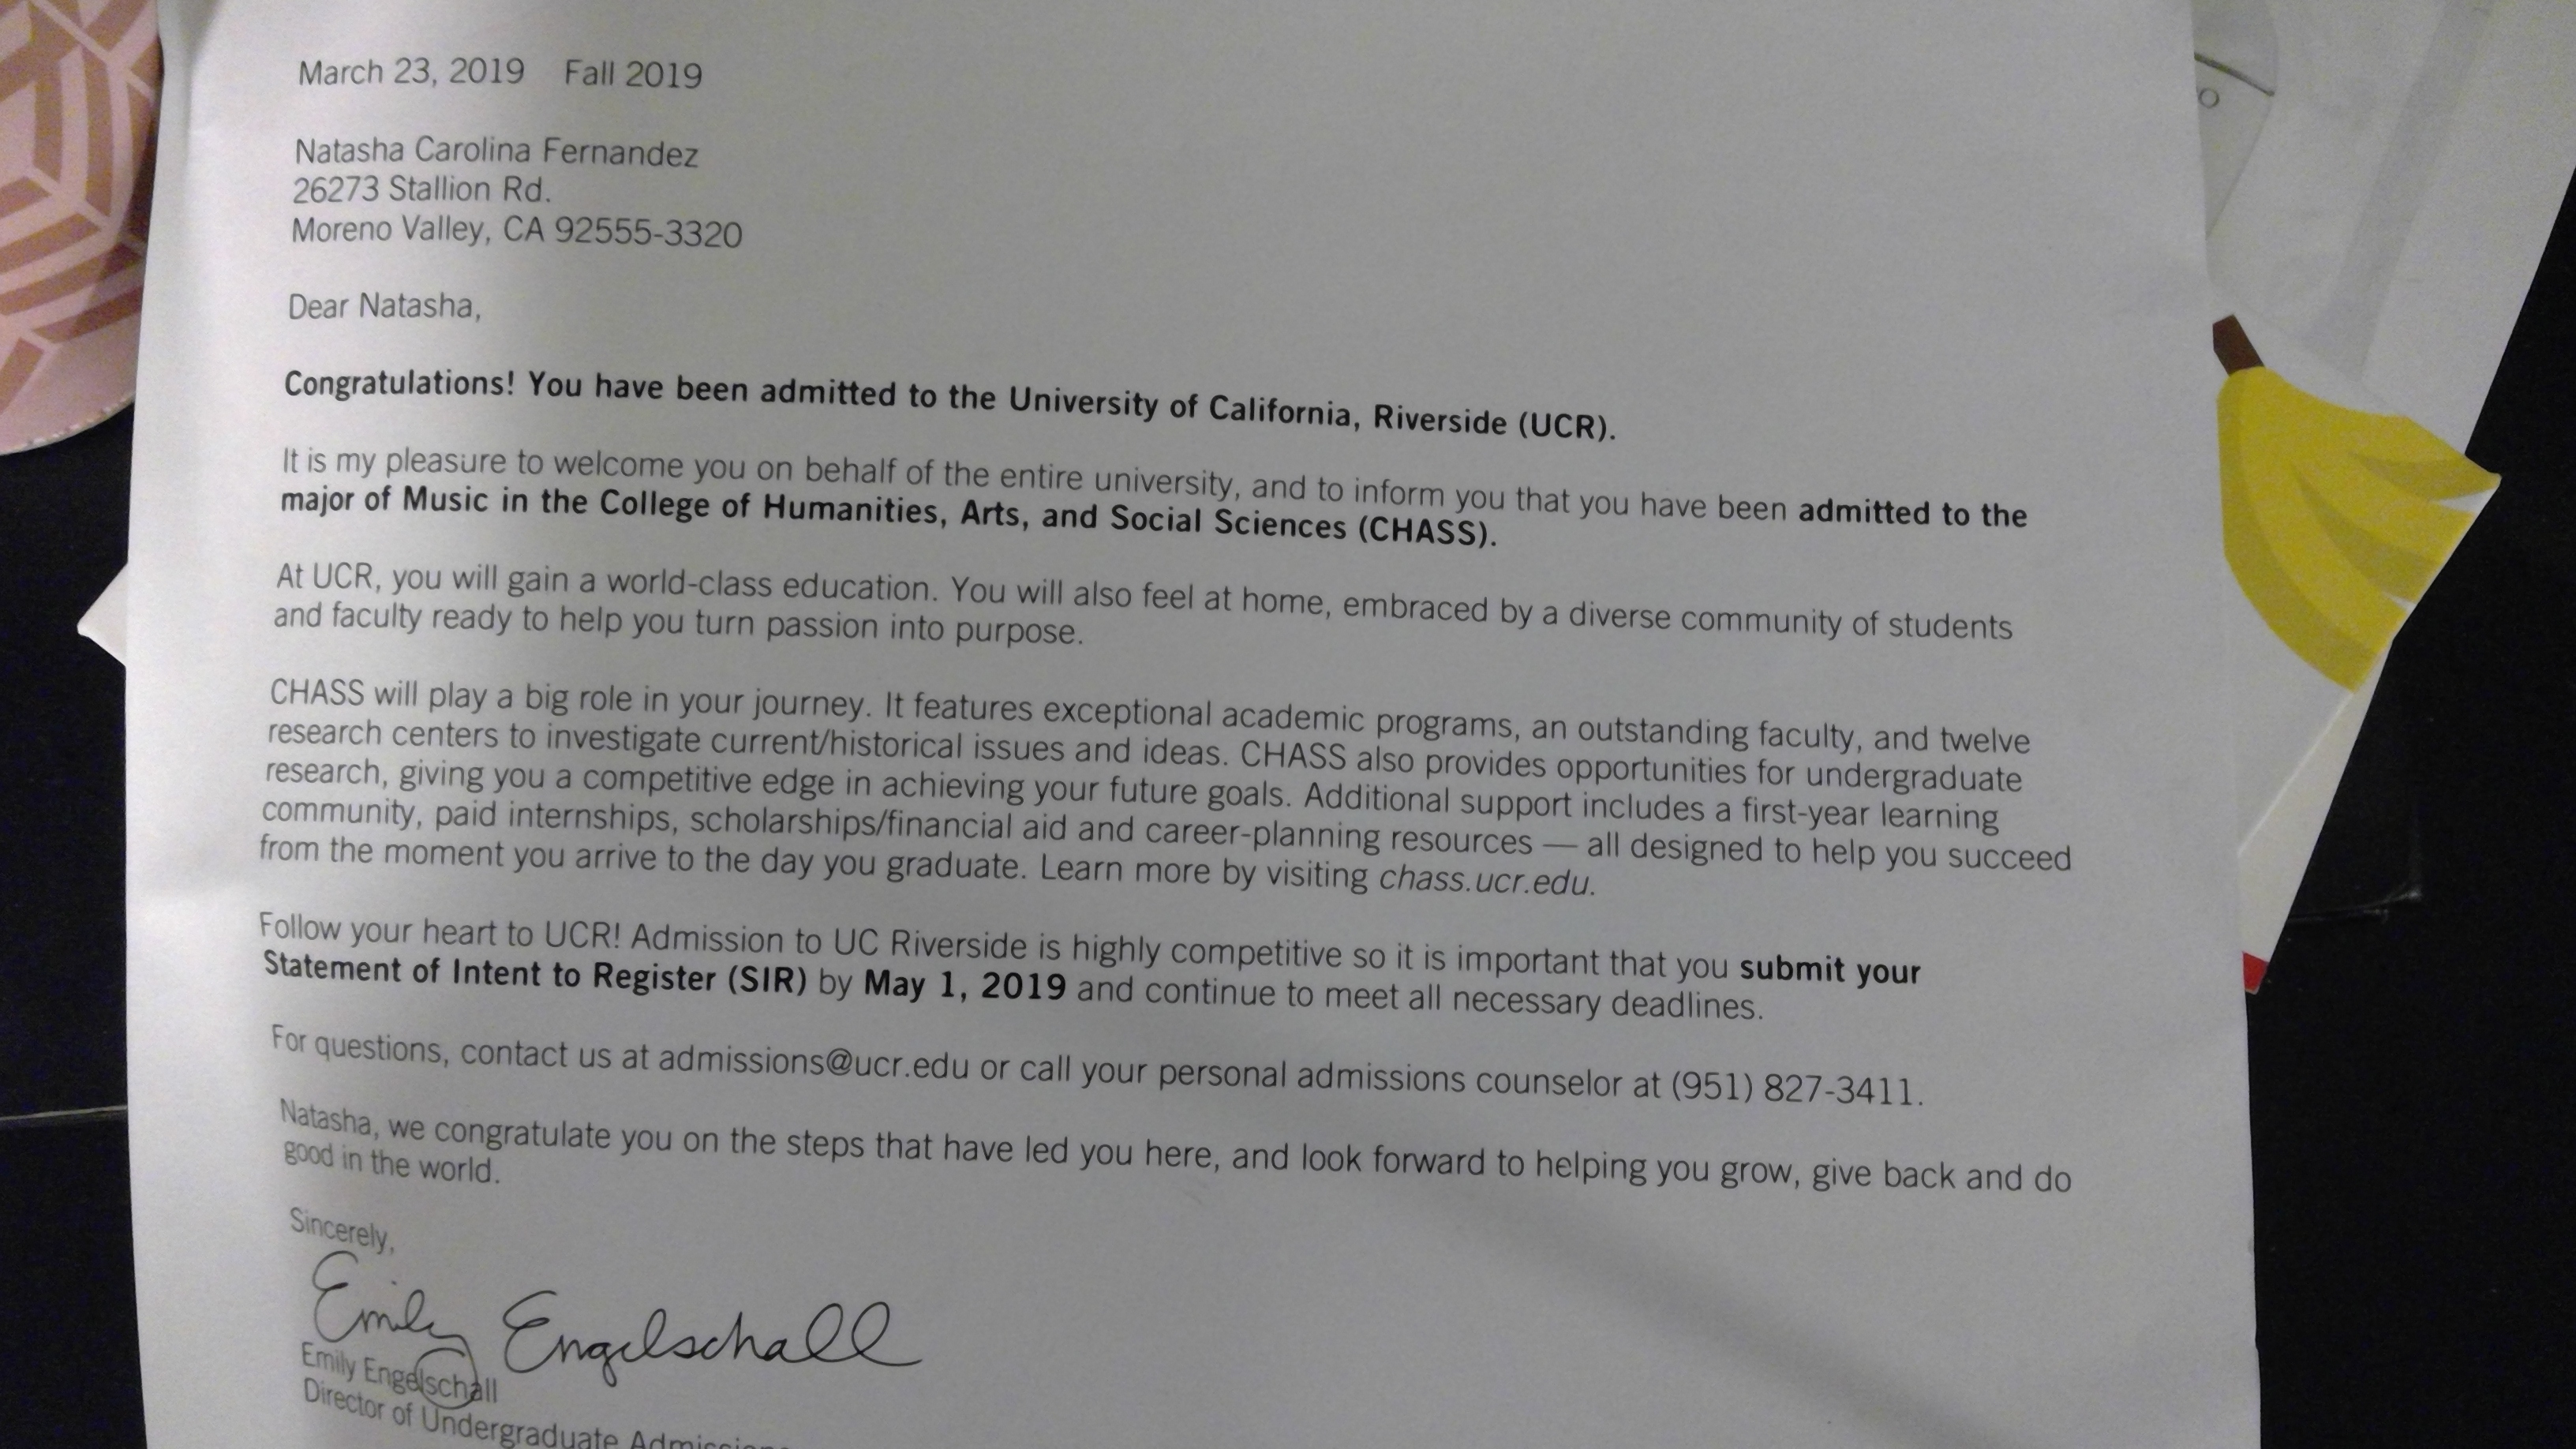 March 23, 2019 Fall 2019
Natasha Carolina Fernandez
26273 Stallion Rd.
Moreno Valley, CA 92555-3320
Dear Natasha,
Congratulations! You have been admitted to the University of California, Riverside (UCR).
It is my pleasure to welcome you on behalf of the entire university, and to inform you that you have been admitted to the
major of Music in the College of Humanities, Arts, and Social Sciences (CHASS).
At UCR, you will gain a world-class education. You will also feel at home, embraced by a diverse community of students
and faculty ready to help you turn passion into purpose.
CHASS will play a big role in your journey. It features exceptional academic programs, an outstanding faculty, and twelve
research centers to investigate current/historical issues and ideas. CHASS also provides opportunities for undergraduate
research, giving you a competitive edge in achieving your future goals. Additional support includes a first-year learning
community, paid internships, scholarships/financial aid and career-planning resources — all designed to help you succeed
from the moment you arrive to the day you graduate. Learn more by visiting chass.ucr.edu.
Follow your heart to UCR! Admission to UC Riverside is highly competitive so it is important that you submit your
Statement of Intent to Register (SIR) by May 1, 2019 and continue to meet all necessary deadlines.
For questions, contact us at admissions@ucr.edu or call your personal admissions counselor at (951) 827-3411.
Natasha, we congratulate you on the steps that have led you here, and look forward to helping you grow, give back and do
good in the world.
Sincerely,
Emily Engelschall
Emily Engelschall
Director of Undergraduate